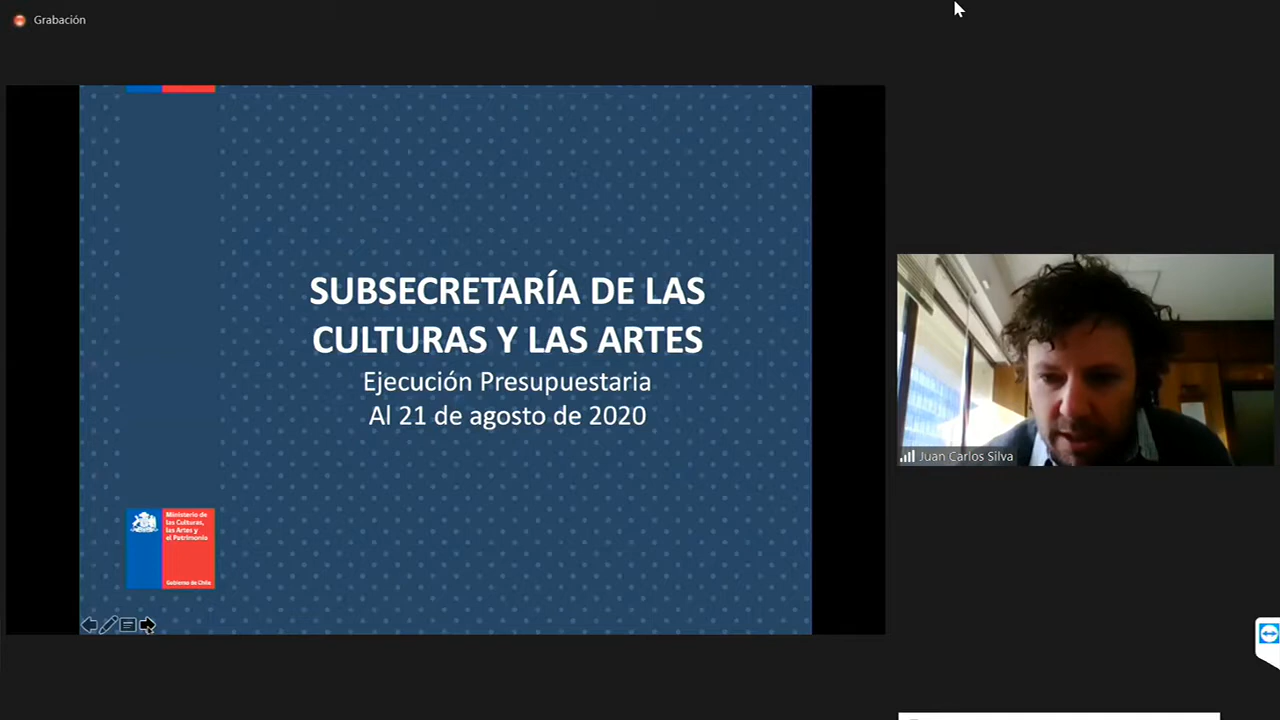 Grabación
SUBSECRETARÍA DE LAS
CULTURAS Y LAS ARTES
Ejecución Presupuestaria
Al 21 de agosto de 2020
Ministerio de
las Culturas,
las Artes y
el Patrimonio
Gobierno de Chile
Juan Carlos Silva